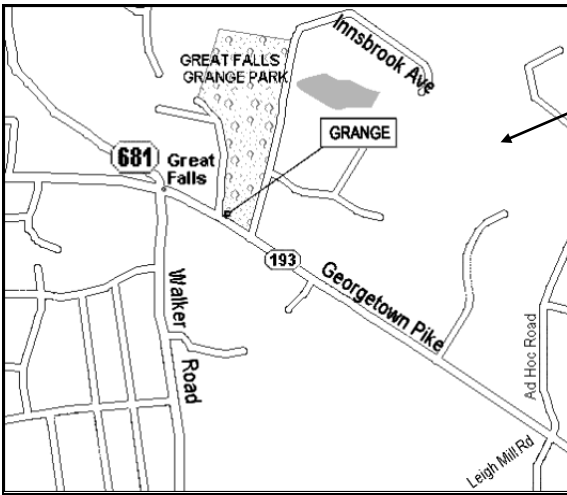 Innsbrook Ave
GREAT FALLS
GRANGE PARK
GRANGE
681
Great
Falls
193
Georgetown Pike
Walker
Road
Ad Hoc Road
Leigh Mill Rd